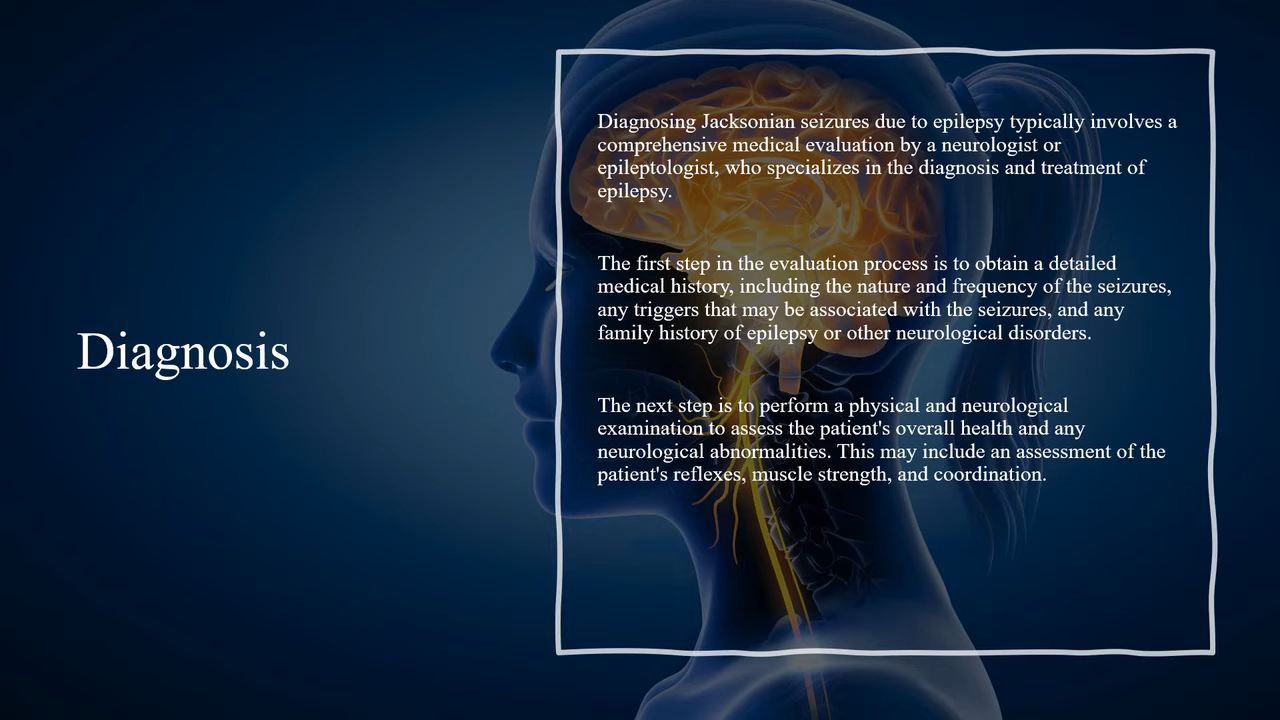 Diagnosis
Diagnosing Jacksonian seizures due to epilepsy typically involves a
comprehensive medical evaluation by a neurologist or
epileptologist, who specializes in the diagnosis and treatment of
epilepsy.
The first step in the evaluation process is to obtain a detailed
medical history, including the nature and frequency of the seizures,
any triggers that may be associated with the seizures, and any
family history of epilepsy or other neurological disorders.
The next step is to perform a physical and neurological
examination to assess the patient's overall health and any
neurological abnormalities. This may include an assessment of the
patient's reflexes, muscle strength, and coordination.